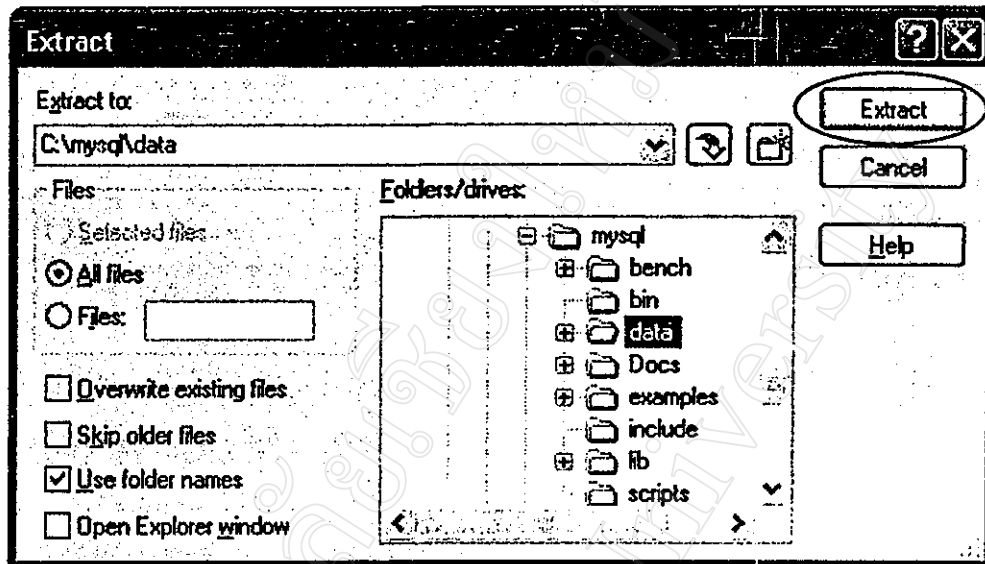 Extract
Extract to:
C:\mysql\data
Extract
Cancel
Help
Files
Selected files
All files
Files:
Overwrite existing files
Skip older files
Use folder names
Open Explorer window
Folders/drives:
mysql
bench
bin
data
Docs
examples
include
lib
scripts